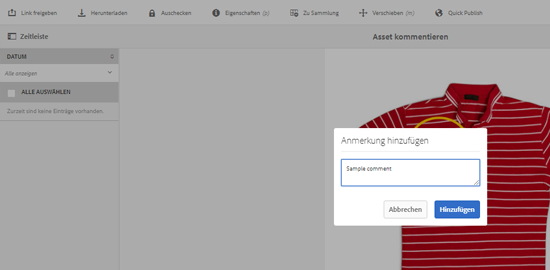 Link freigeben Herunterladen Auschecken Eigenschaften (p) Zu Sammlung Verschieben (m) Quick Publish
Zeitleiste Asset kommentieren
DATUM
Alle anzeigen
ALLE AUSWÄHLEN
Zurzeit sind keine Einträge vorhanden.
Anmerkung hinzufügen
Sample comment
Abbrechen Hinzufügen